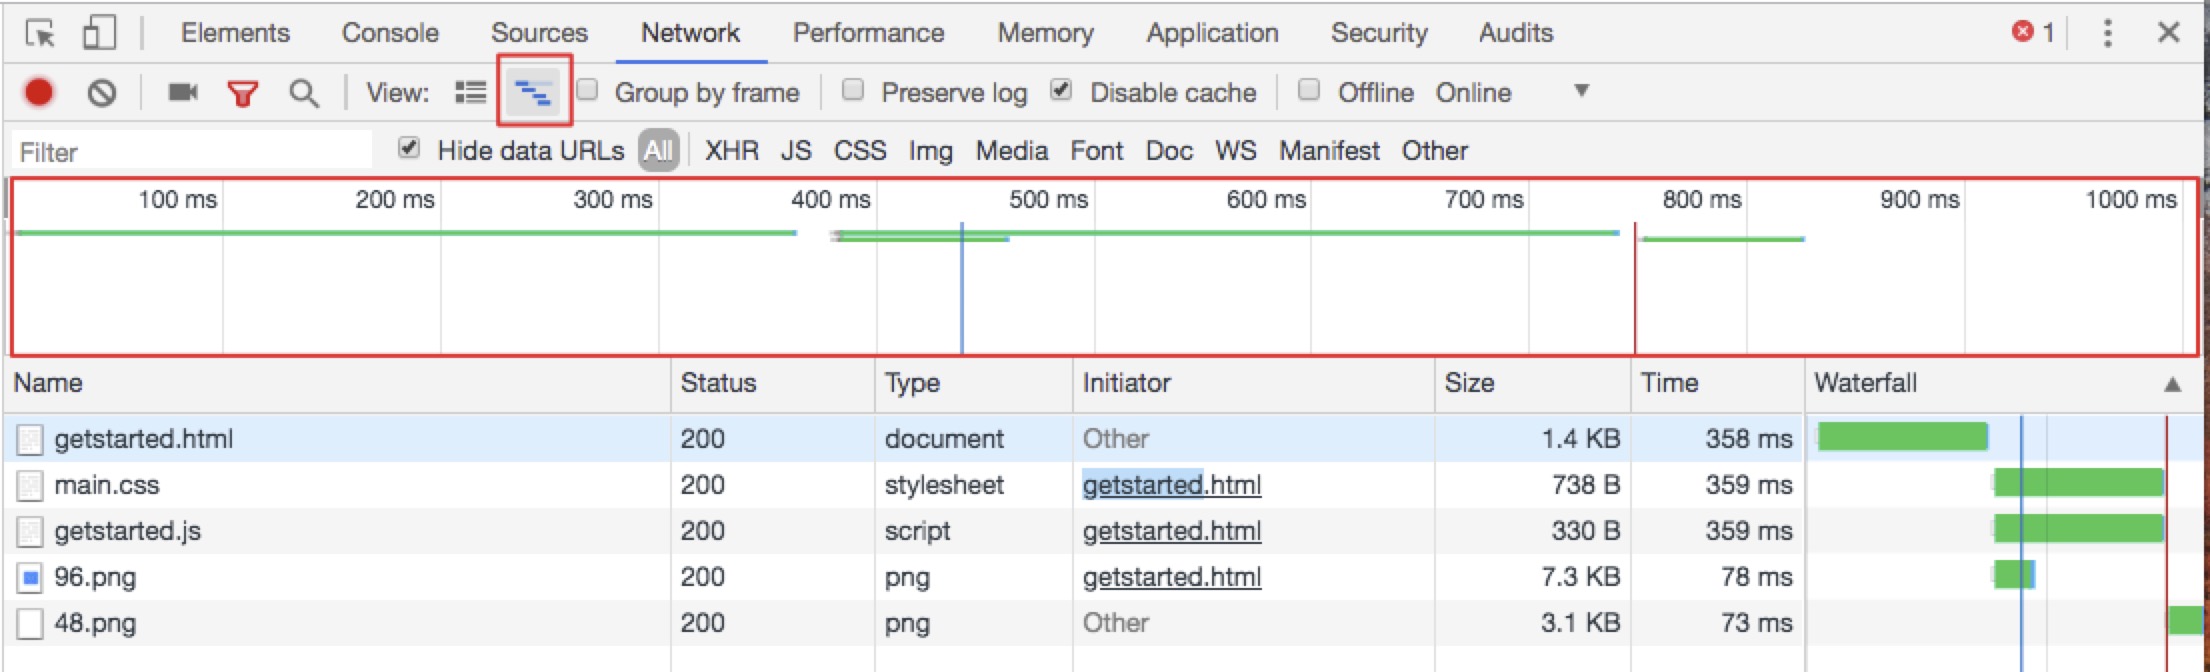 Elements Console Sources Network Performance Memory Application Security Audits 1
View: Group by frame Preserve log Disable cache Offline Online
Filter Hide data URLs All XHR JS CSS Img Media Font Doc WS Manifest Other
100 ms 200 ms 300 ms 400 ms 500 ms 600 ms 700 ms 800 ms 900 ms 1000 ms
Name Status Type Initiator Size Time Waterfall
getstarted.html 200 document Other 1.4 KB 358 ms
main.css 200 stylesheet getstarted.html 738 B 359 ms
getstarted.js 200 script getstarted.html 330 B 359 ms
96.png 200 png getstarted.html 7.3 KB 78 ms
48.png 200 png Other 3.1 KB 73 ms